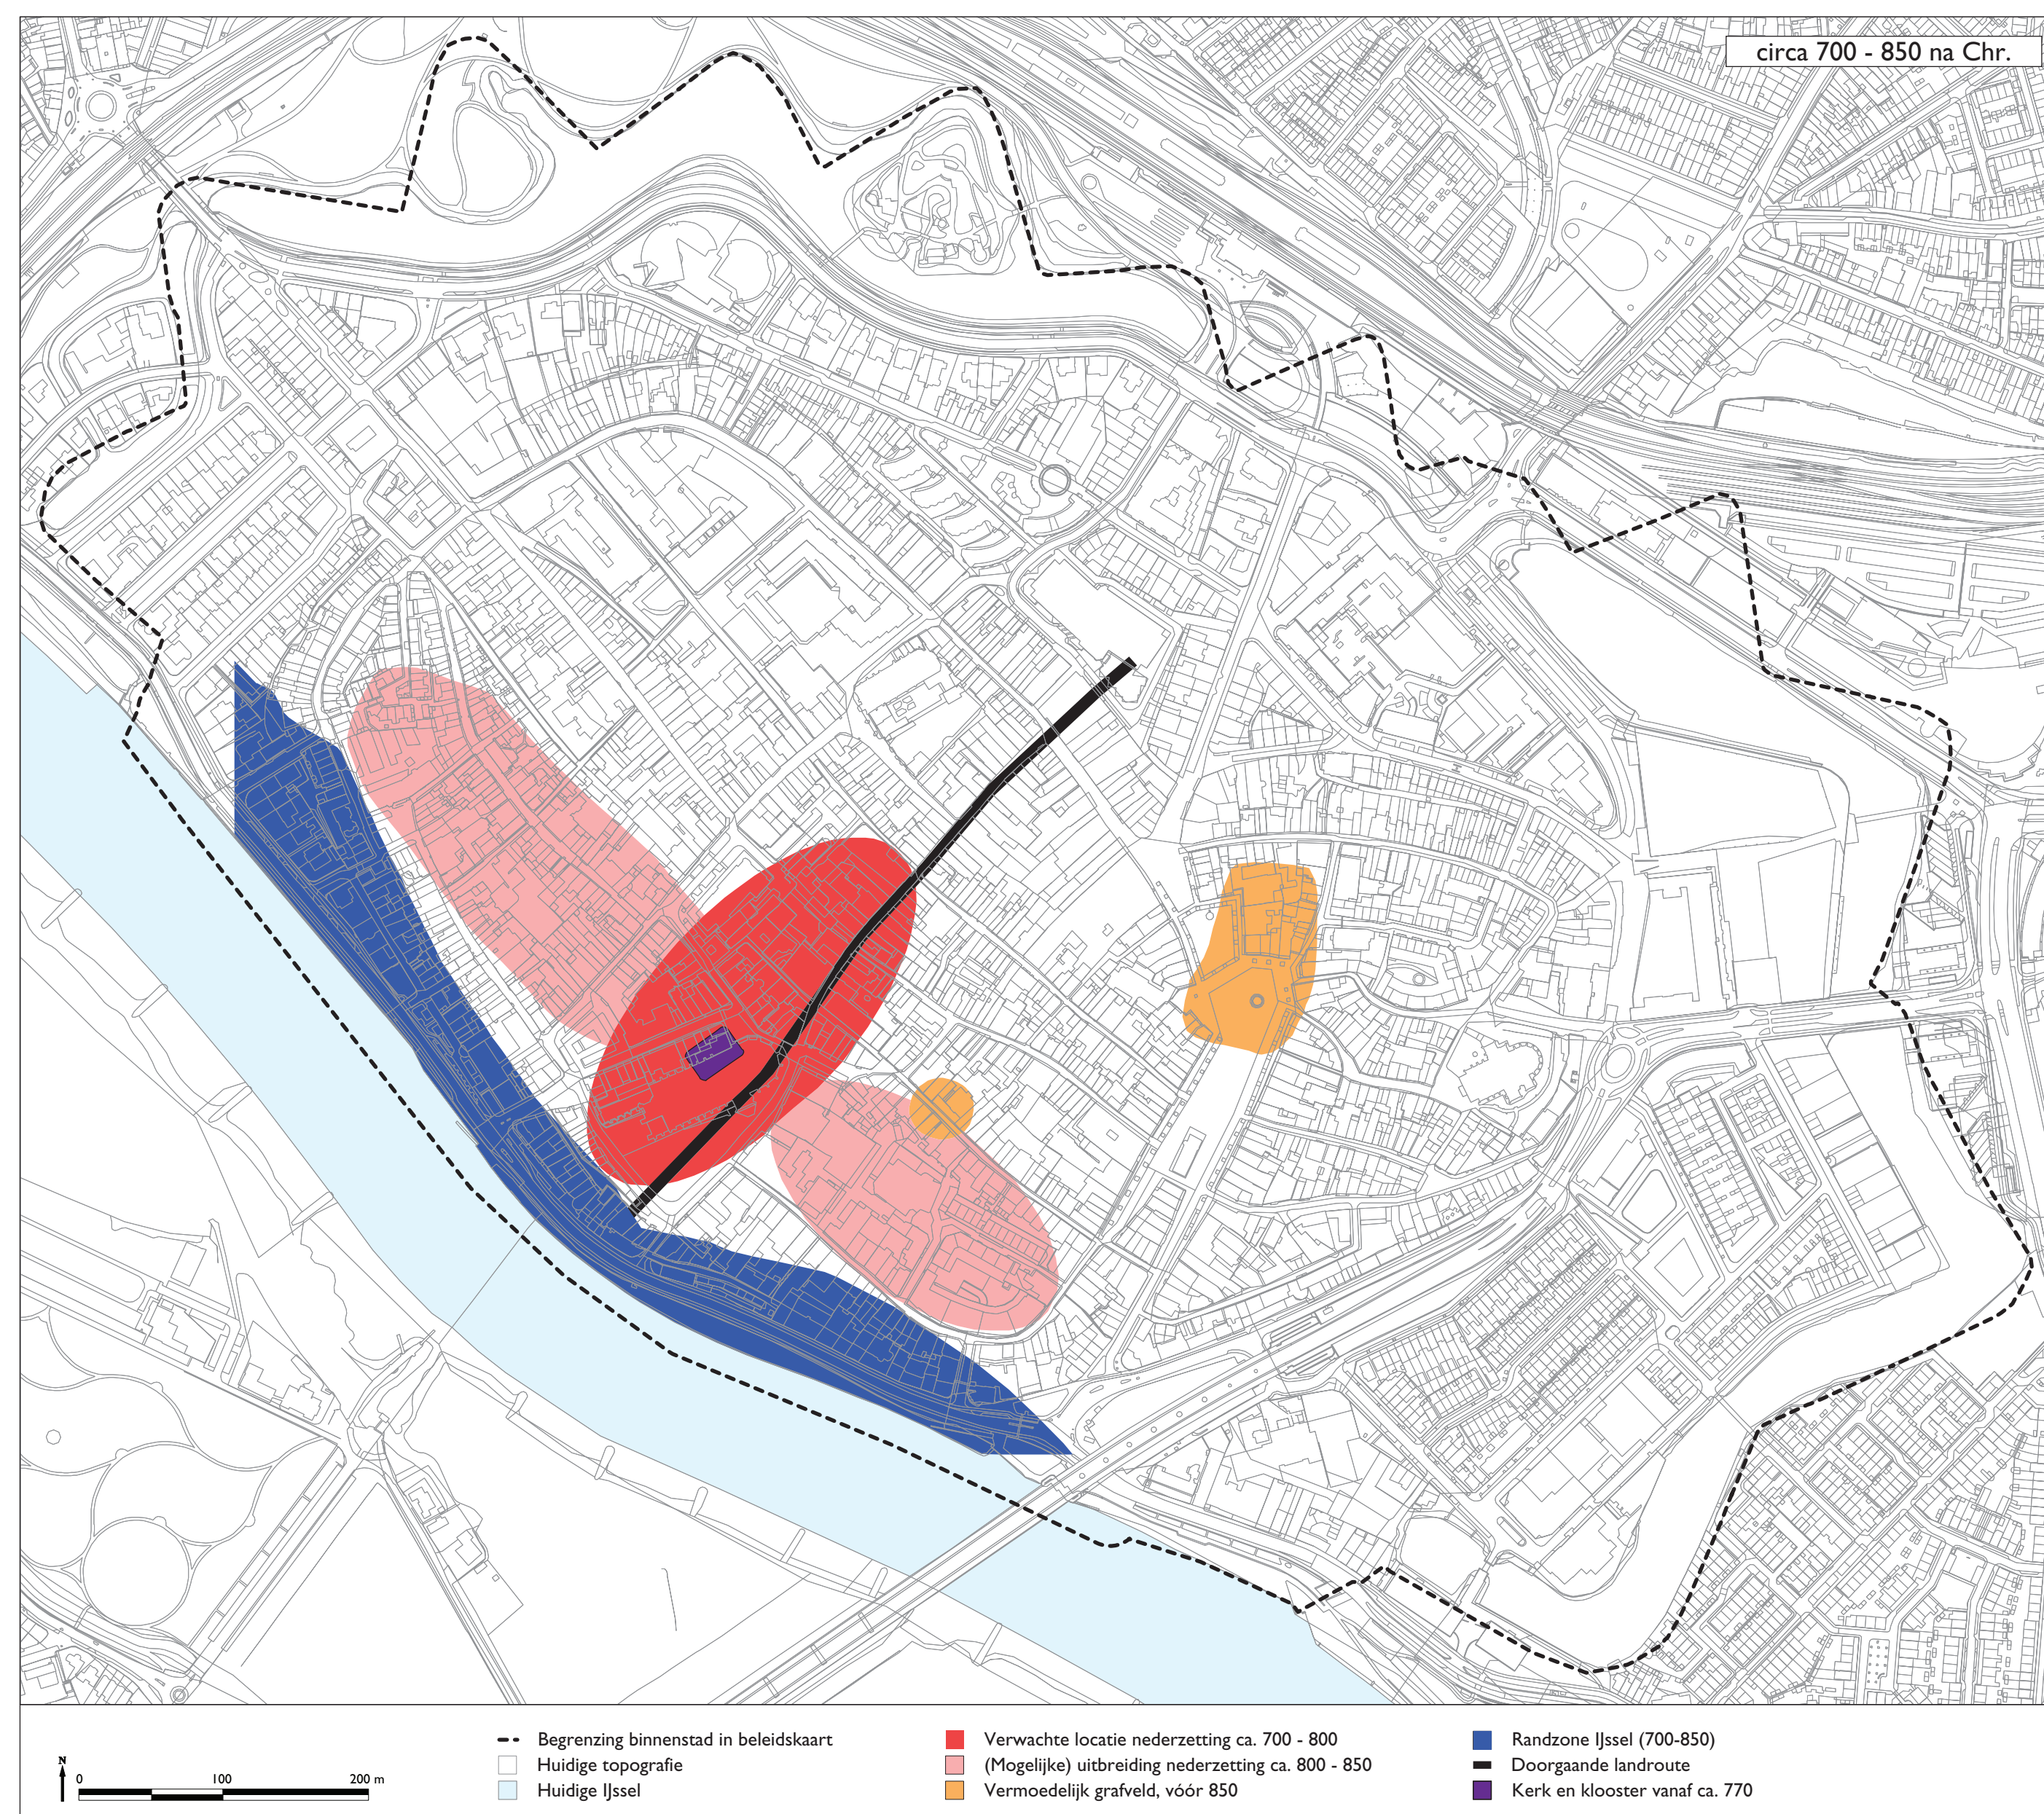 circa 700 - 850 na Chr.
N
0 100 200 m
Begrenzing binnenstad in beleidskaart
Huidige topografie
Huidige IJssel
Verwachte locatie nederzetting ca. 700 - 800
(Mogelijke) uitbreiding nederzetting ca. 800 - 850
Vermoedelijk grafveld, vóór 850
Randzone IJssel (700-850)
Doorgaande landroute
Kerk en klooster vanaf ca. 770